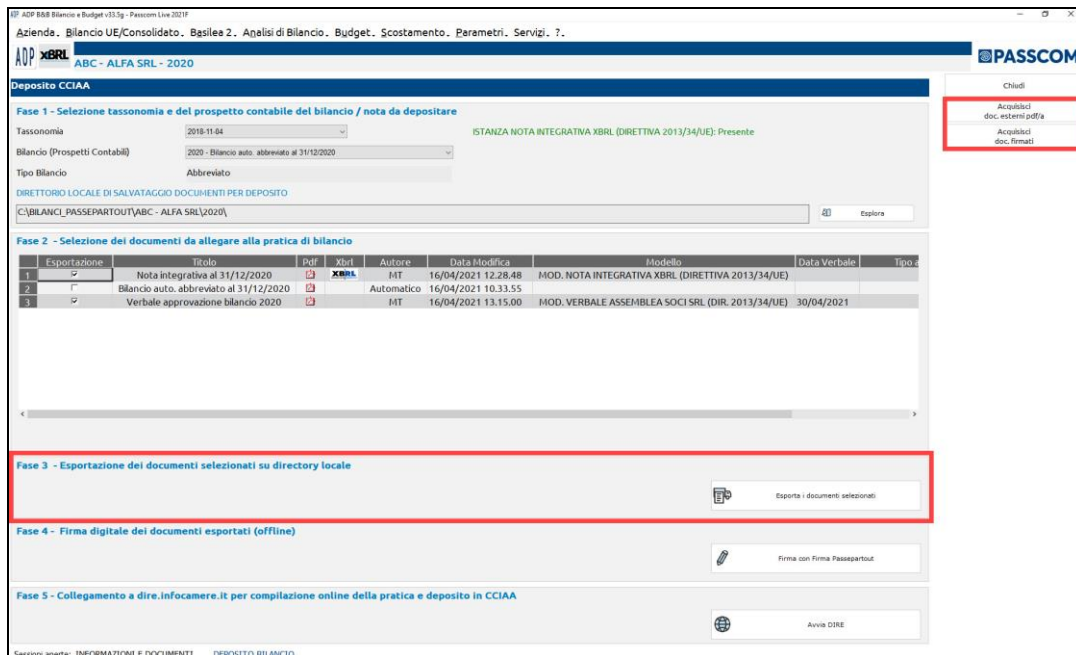 ADP B&B Bilancio e Budget v33.5g - Passcom Live 2021F
Azienda. Bilancio UE/Consolidato. Basilea 2. Analisi di Bilancio. Budget. Scostamento. Parametri. Servizi. ?.
ADP XBRL ABC - ALFA SRL - 2020 PASSCOM
Deposito CCIAA
Chiudi
Acquisisci
doc. esterni pdf/a
Acquisisci
doc. firmati
Fase 1 - Selezione tassonomia e del prospetto contabile del bilancio / nota da depositare
Tassonomia 2018-11-04 ISTANZA NOTA INTEGRATIVA XBRL (DIRETTIVA 2013/34/UE): Presente
Bilancio (Prospetti Contabili) 2020 - Bilancio auto. abbreviato al 31/12/2020
Tipo Bilancio Abbreviato
DIRETTORIO LOCALE DI SALVATAGGIO DOCUMENTI PER DEPOSITO
C:\BILANCI_PASSEPARTOUT\ABC - ALFA SRL\2020\ Esplora
Fase 2 - Selezione dei documenti da allegare alla pratica di bilancio
Esportazione Titolo Pdf Xbrl Autore Data Modifica Modello Data Verbale Tipo a
1 Nota integrativa al 31/12/2020 XBRL MT 16/04/2021 12.28.48 MOD. NOTA INTEGRATIVA XBRL (DIRETTIVA 2013/34/UE)
2 Bilancio auto. abbreviato al 31/12/2020 Automatico 16/04/2021 10.33.55
3 Verbale approvazione bilancio 2020 MT 16/04/2021 13.15.00 MOD. VERBALE ASSEMBLEA SOCI SRL (DIR. 2013/34/UE) 30/04/2021
Fase 3 - Esportazione dei documenti selezionati su directory locale
Esporta i documenti selezionati
Fase 4 - Firma digitale dei documenti esportati (offline)
Firma con Firma Passepartout
Fase 5 - Collegamento a dire.infocamere.it per compilazione online della pratica e deposito in CCIAA
Avvia DIRE
Sessioni aperte: INFORMAZIONI E DOCUMENTI DEPOSITO BILANCIO